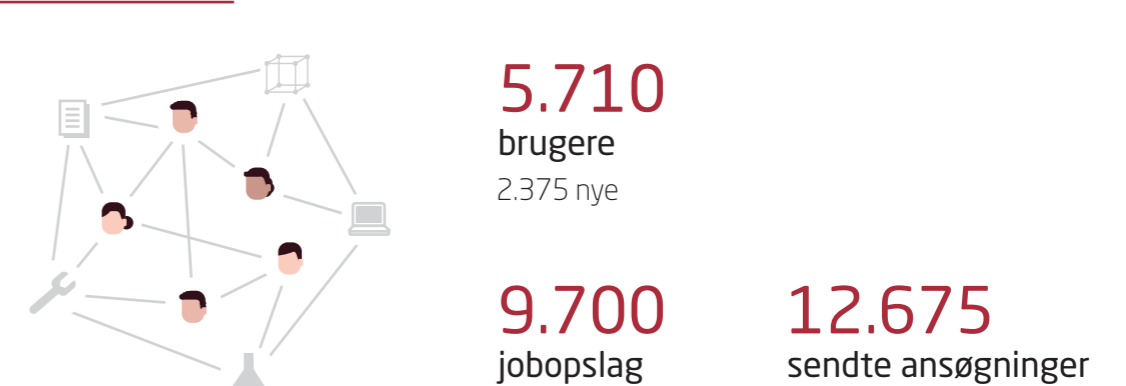 5.710
brugere
2.375 nye
9.700
jobopslag
12.675
sendte ansøgninger